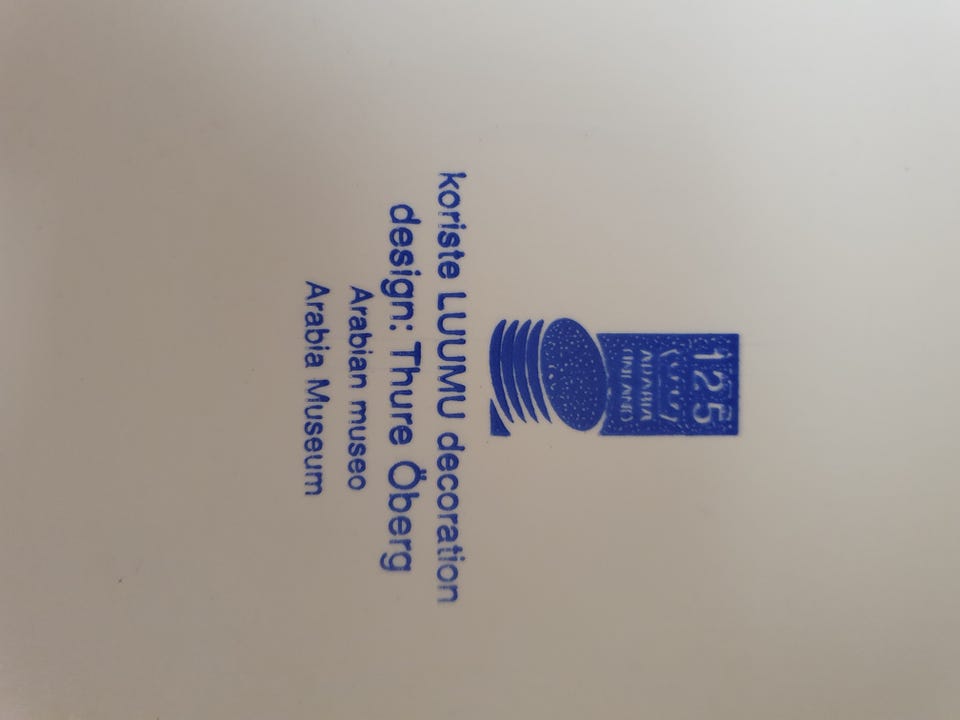 125
ARABIA
FINLAND
koriste LUUMU decoration
design: Thure Öberg
Arabian museo
Arabia Museum